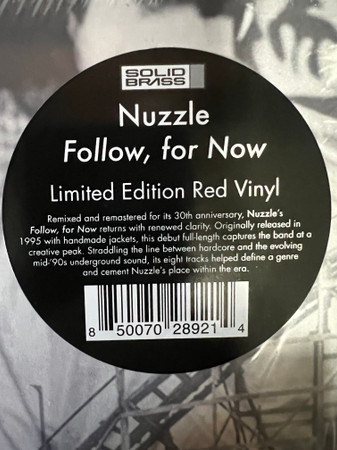 SOLID
BRASS
Nuzzle
Follow, for Now
Limited Edition Red Vinyl
Remixed and remastered for its 30th anniversary, Nuzzle's
Follow, for Now returns with renewed clarity. Originally released in
1995 with handmade jackets, this debut full-length captures the band at a
creative peak. Straddling the line between hardcore and the evolving
mid-'90s underground sound, its eight tracks helped define a genre
and cement Nuzzle's place within the era.
8 50070 28921 4